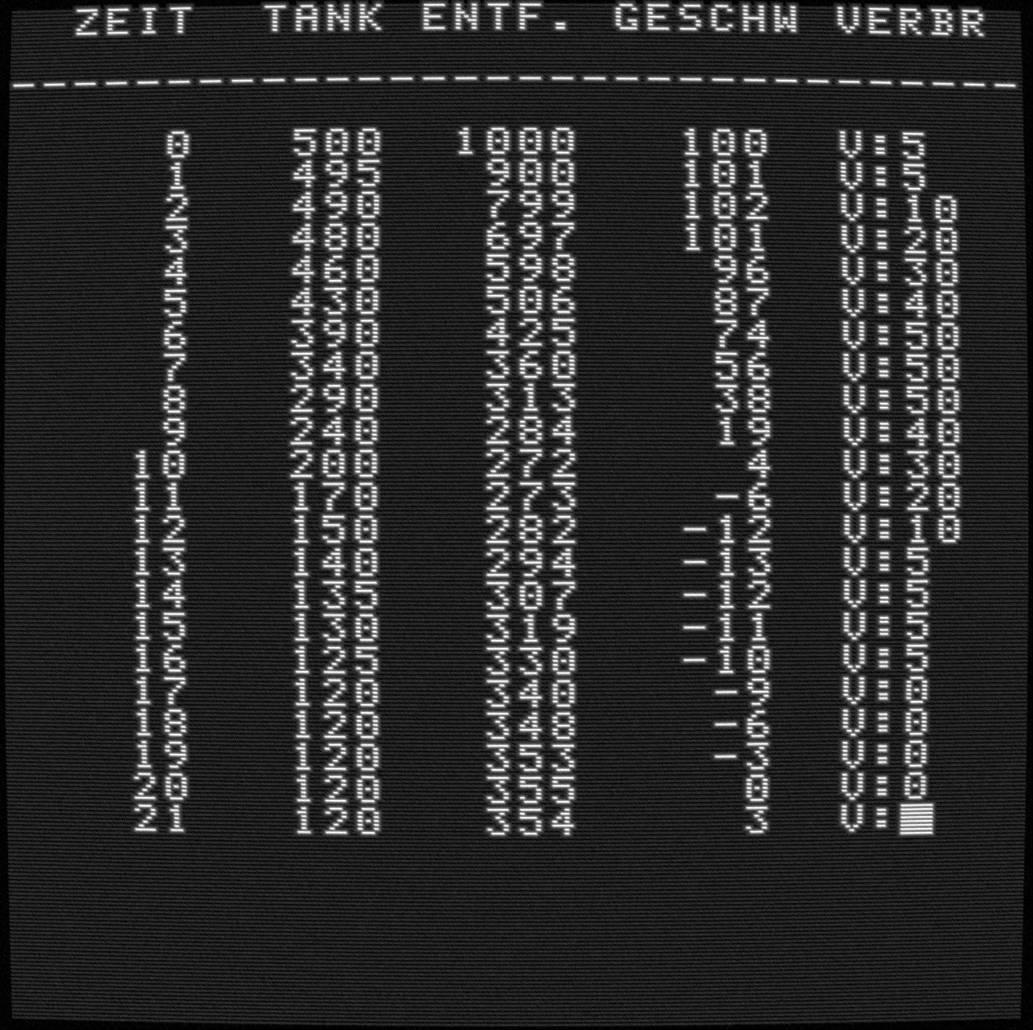 ZEIT TANK ENTF. GESCHW VERBR
--------------------------------
0 500 1000 100 V:5
1 495 900 101 V:5
2 490 799 102 V:10
3 480 697 101 V:20
4 460 598 96 V:30
5 430 506 87 V:40
6 390 425 74 V:50
7 340 360 56 V:50
8 290 313 38 V:50
9 240 284 19 V:40
10 200 272 4 V:30
11 170 273 -6 V:20
12 150 282 -12 V:10
13 140 294 -13 V:5
14 135 307 -12 V:5
15 130 319 -11 V:5
16 125 330 -10 V:5
17 120 340 -9 V:0
18 120 348 -6 V:0
19 120 353 -3 V:0
20 120 355 0 V:0
21 120 354 3 V: